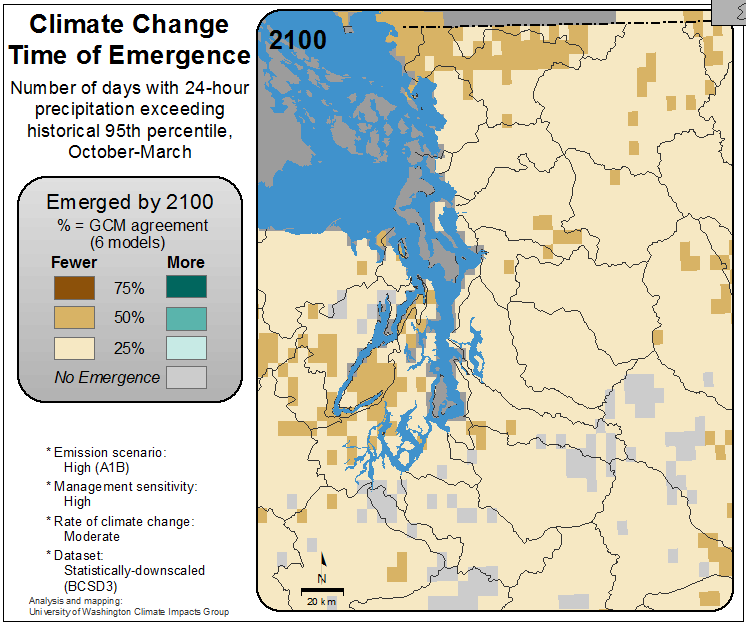 Climate Change
Time of Emergence
Number of days with 24-hour
precipitation exceeding
historical 95th percentile,
October-March
Emerged by 2100
% = GCM agreement
(6 models)
Fewer More
75%
50%
25%
No Emergence
* Emission scenario:
High (A1B)
* Management sensitivity:
High
* Rate of climate change:
Moderate
* Dataset:
Statistically-downscaled
(BCSD3)
Analysis and mapping:
University of Washington Climate Impacts Group
2100
N
20 km